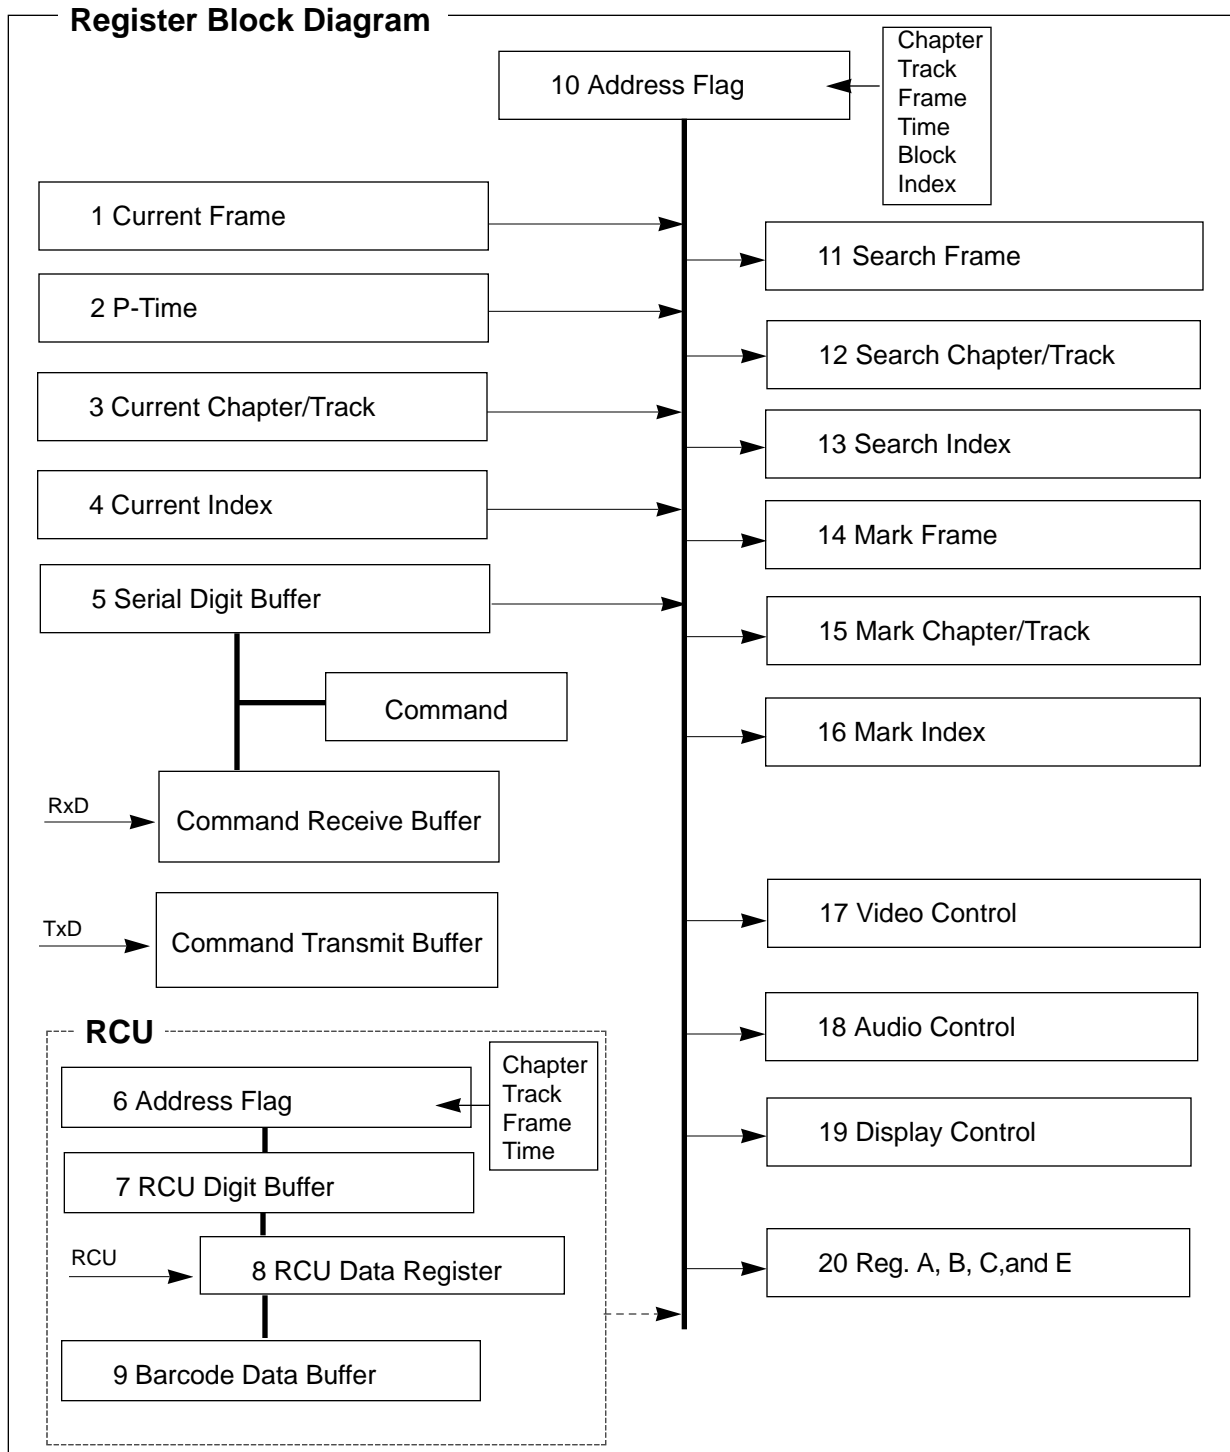 Register Block Diagram
10 Address Flag
Chapter
Track
Frame
Time
Block
Index
1 Current Frame
2 P-Time
3 Current Chapter/Track
4 Current Index
5 Serial Digit Buffer
Command
RxD
Command Receive Buffer
TxD
Command Transmit Buffer
RCU
6 Address Flag
Chapter
Track
Frame
Time
7 RCU Digit Buffer
RCU
8 RCU Data Register
9 Barcode Data Buffer
11 Search Frame
12 Search Chapter/Track
13 Search Index
14 Mark Frame
15 Mark Chapter/Track
16 Mark Index
17 Video Control
18 Audio Control
19 Display Control
20 Reg. A, B, C,and E